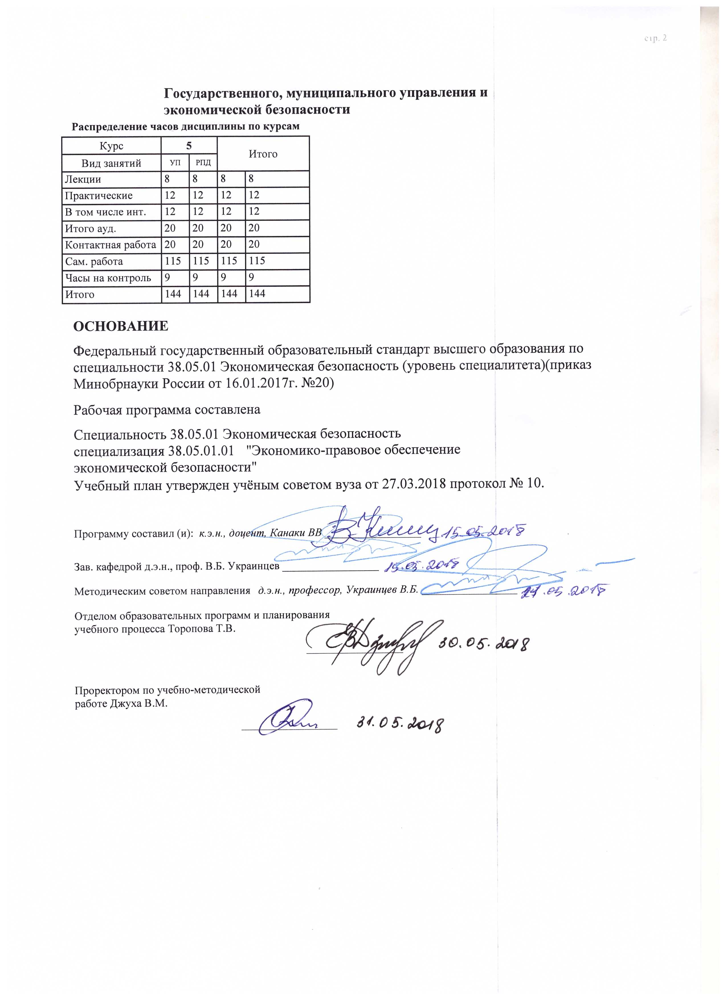 стр. 2
Государственного, муниципального управления и
экономической безопасности
Распределение часов дисциплины по курсам
Курс 5 Итого
Вид занятий УП РПД
Лекции 8 8 8 8
Практические 12 12 12 12
В том числе инт. 12 12 12 12
Итого ауд. 20 20 20 20
Контактная работа 20 20 20 20
Сам. работа 115 115 115 115
Часы на контроль 9 9 9 9
Итого 144 144 144 144
ОСНОВАНИЕ
Федеральный государственный образовательный стандарт высшего образования по
специальности 38.05.01 Экономическая безопасность (уровень специалитета)(приказ
Минобрнауки России от 16.01.2017г. №20)
Рабочая программа составлена
Специальность 38.05.01 Экономическая безопасность
специализация 38.05.01.01 "Экономико-правовое обеспечение
экономической безопасности"
Учебный план утвержден учёным советом вуза от 27.03.2018 протокол № 10.
Программу составил (и): к.э.н., доцент, Канаки ВВ 15.05.2018
Зав. кафедрой д.э.н., проф. В.Б. Украинцев 15.05.2018
Методическим советом направления д.э.н., профессор, Украинцев В.Б. .05.2018
Отделом образовательных программ и планирования
учебного процесса Торопова Т.В.
30.05.2018
Проректором по учебно-методической
работе Джуха В.М.
31.05.2018